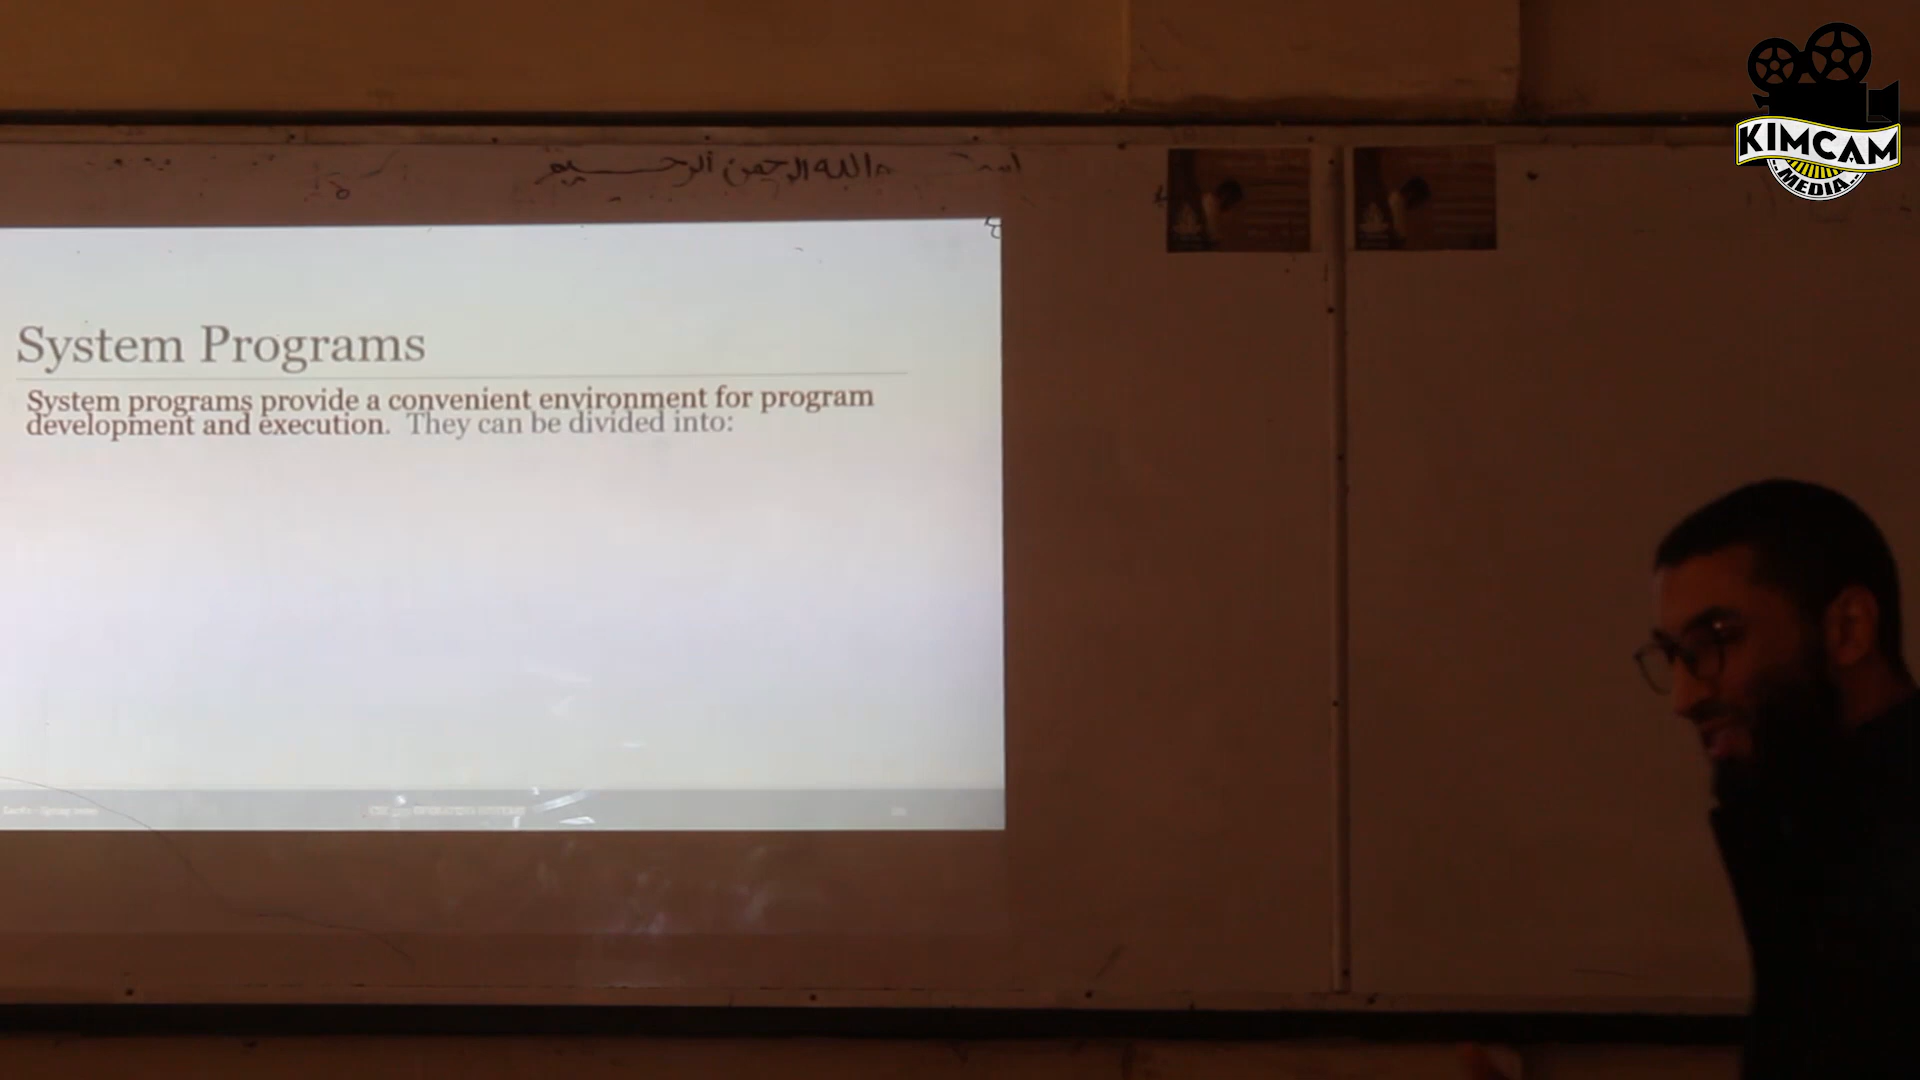 KIMCAM
MEDIA
الله الرحمن الرحيم
System Programs
System programs provide a convenient environment for program
development and execution. They can be divided into: